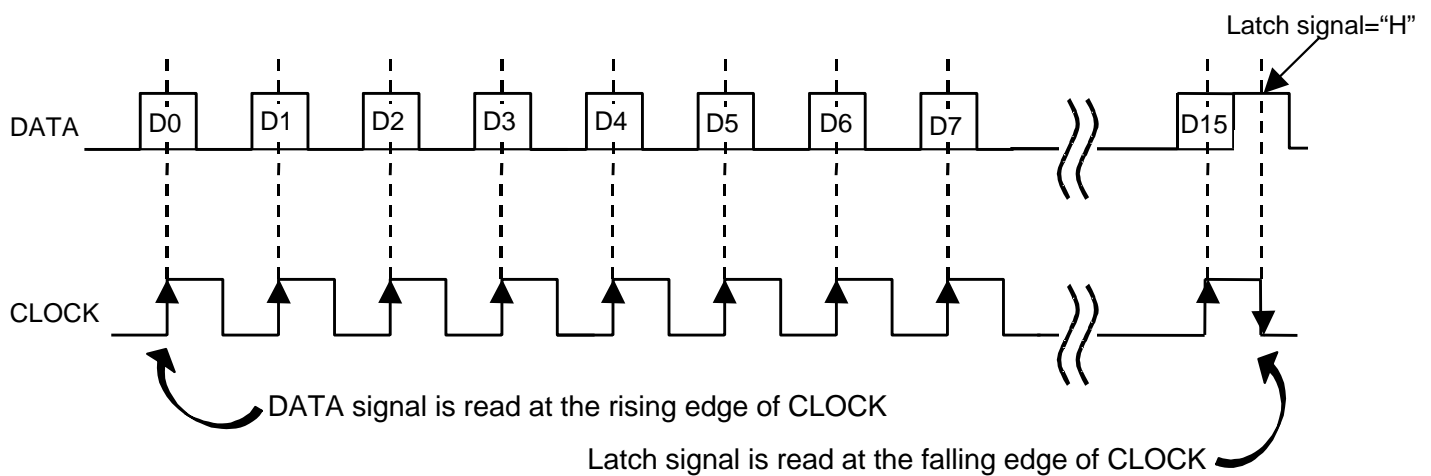 Latch signal="H"
DATA
D0 D1 D2 D3 D4 D5 D6 D7 D15
CLOCK
DATA signal is read at the rising edge of CLOCK
Latch signal is read at the falling edge of CLOCK